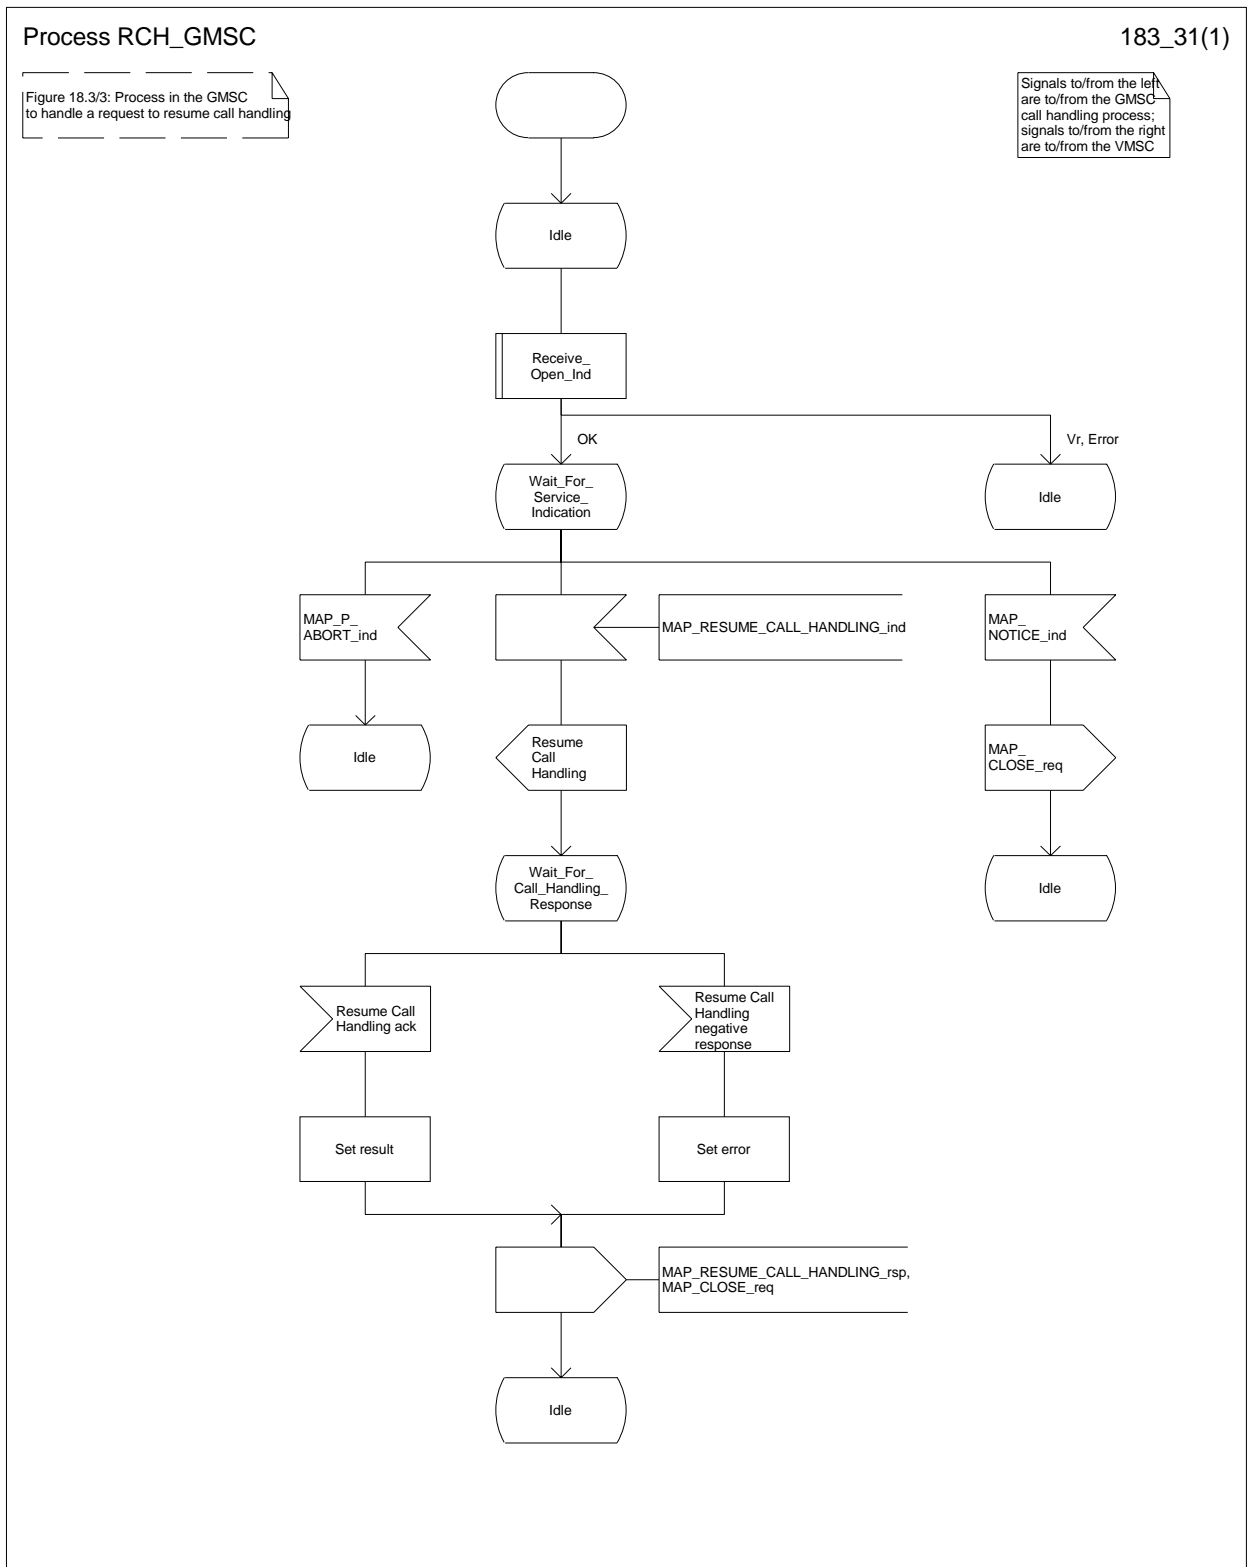 Process RCH_GMSC
183_31(1)
Figure 18.3/3: Process in the GMSC
to handle a request to resume call handling
Signals to/from the left
are to/from the GMSC
call handling process;
signals to/from the right
are to/from the VMSC
Idle
Receive_
Open_Ind
OK
Vr, Error
Wait_For_
Service_
Indication
Idle
MAP_P_
ABORT_ind
MAP_RESUME_CALL_HANDLING_ind
MAP_
NOTICE_ind
Idle
Resume
Call
Handling
MAP_
CLOSE_req
Wait_For_
Call_Handling_
Response
Idle
Resume Call
Handling ack
Resume Call
Handling
negative
response
Set result
Set error
MAP_RESUME_CALL_HANDLING_rsp,
MAP_CLOSE_req
Idle